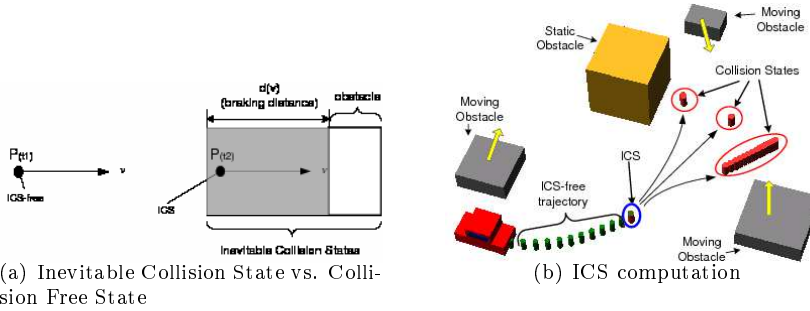 d(v)
(braking distance)
obstacle
P(t1)
v
ICS-free
P(t2)
v
ICS
Inevitable Collision States
(a) Inevitable Collision State vs. Colli-
sion Free State
Static
Obstacle
Moving
Obstacle
Collision States
Moving
Obstacle
ICS
ICS-free
trajectory
Moving
Obstacle
(b) ICS computation